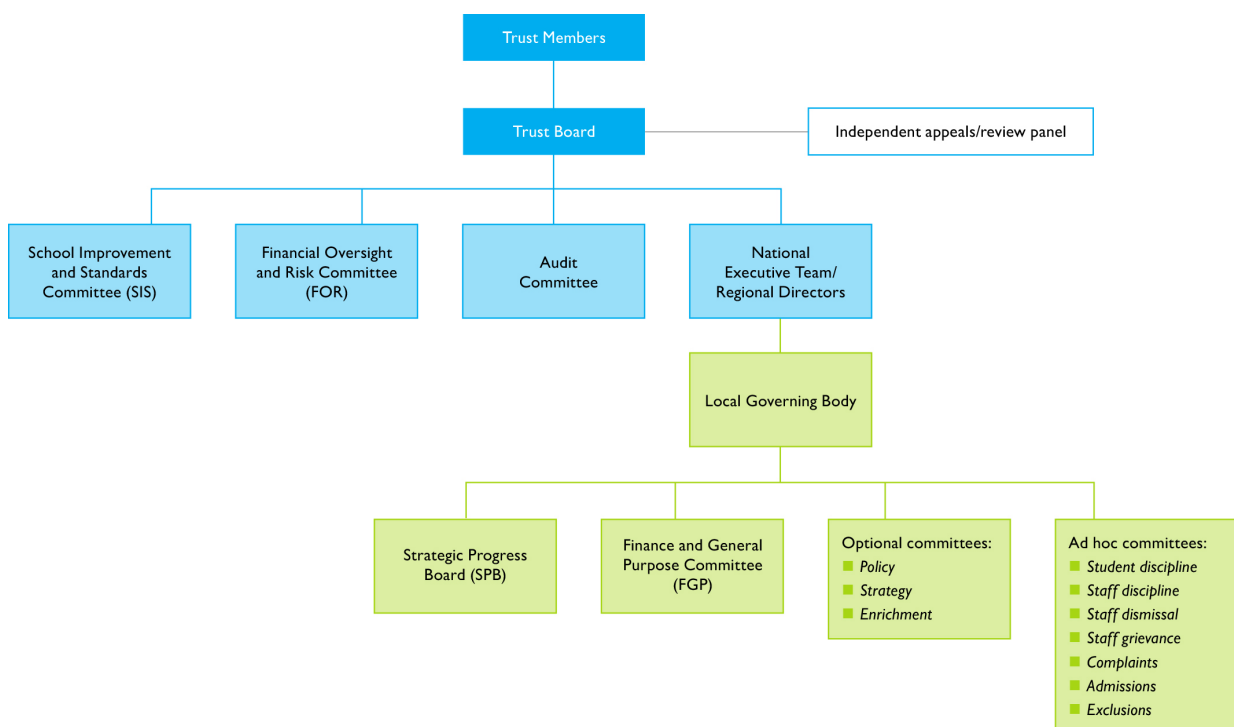 Trust Members
Trust Board
Independent appeals/review panel
School Improvement
and Standards
Committee (SIS)
Financial Oversight
and Risk Committee
(FOR)
Audit
Committee
National
Executive Team/
Regional Directors
Local Governing Body
Strategic Progress
Board (SPB)
Finance and General
Purpose Committee
(FGP)
Optional committees:
Policy
Strategy
Enrichment
Ad hoc committees:
Student discipline
Staff discipline
Staff dismissal
Staff grievance
Complaints
Admissions
Exclusions